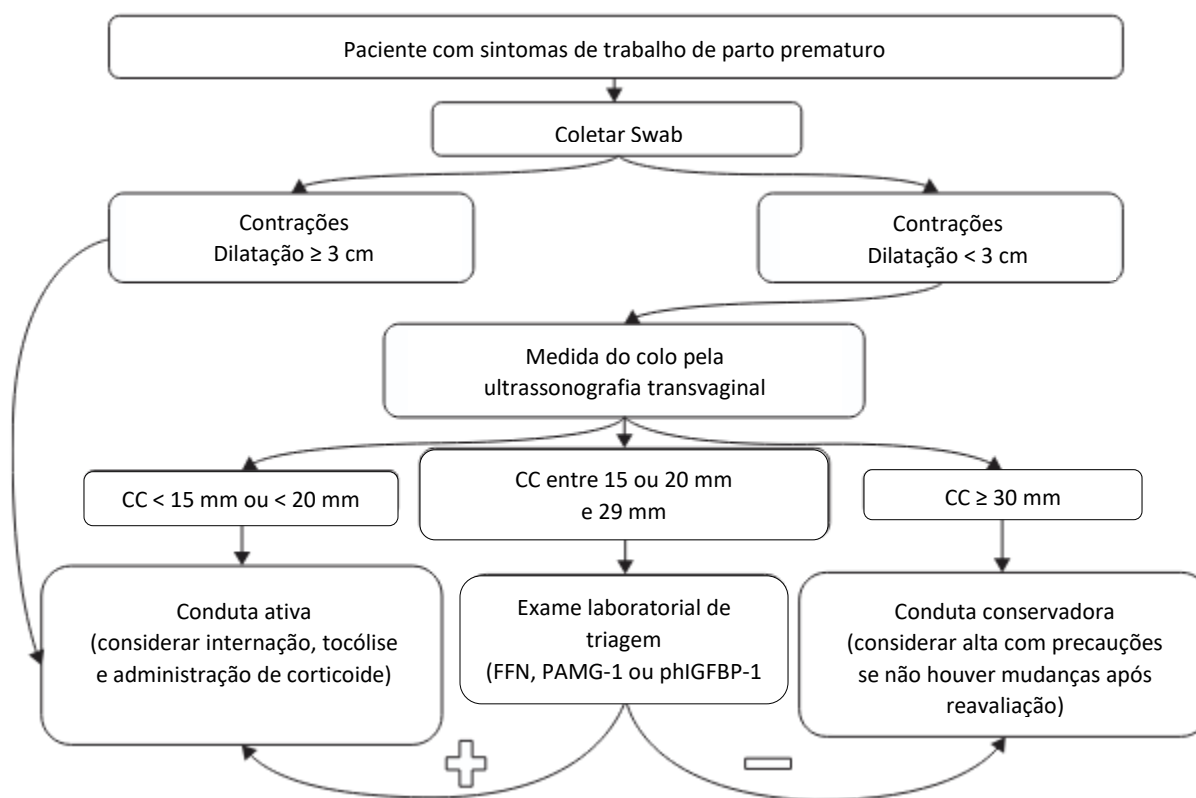 Paciente com sintomas de trabalho de parto prematuro
Coletar Swab
Contrações
Dilatação ≥ 3 cm
Contrações
Dilatação < 3 cm
Medida do colo pela
ultrassonografia transvaginal
CC < 15 mm ou < 20 mm
CC entre 15 ou 20 mm
e 29 mm
CC ≥ 30 mm
Conduta ativa
(considerar internação, tocólise
e administração de corticoide)
Exame laboratorial de
triagem
(FFN, PAMG-1 ou phIGFBP-1
Conduta conservadora
(considerar alta com precauções
se não houver mudanças após
reavaliação)